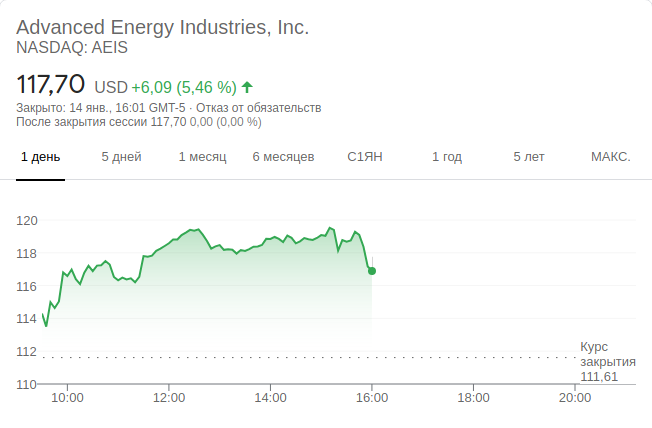 Advanced Energy Industries, Inc.
NASDAQ: AEIS
117,70 USD +6,09 (5,46 %)
Закрыто: 14 янв., 16:01 GMT-5 · Отказ от обязательств
После закрытия сессии 117,70 0,00 (0,00 %)
1 день 5 дней 1 месяц 6 месяцев С1ЯН 1 год 5 лет МАКС.
120
118
116
114
112
110
Курс
закрытия
111,61
10:00 12:00 14:00 16:00 18:00 20:00